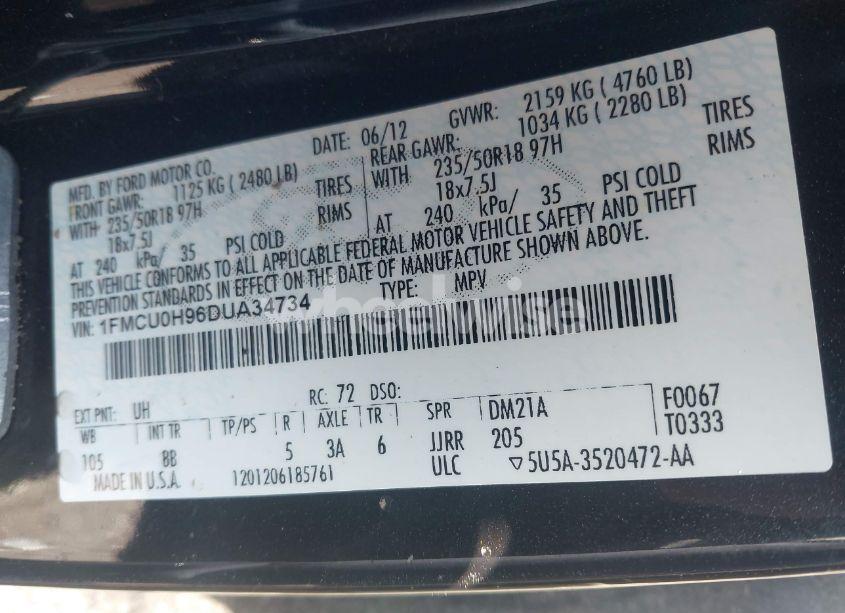 MFD. BY FORD MOTOR CO.
DATE: 06/12 GVWR: 2159 KG ( 4760 LB)
FRONT GAWR: 1125 KG ( 2480 LB)
REAR GAWR: 1034 KG ( 2280 LB)
WITH 235/50R18 97H TIRES
WITH 235/50R18 97H TIRES
18x7.5J RIMS
18x7.5J RIMS
AT 240 kPa/ 35 PSI COLD
AT 240 kPa/ 35 PSI COLD
THIS VEHICLE CONFORMS TO ALL APPLICABLE FEDERAL MOTOR VEHICLE SAFETY AND THEFT
PREVENTION STANDARDS IN EFFECT ON THE DATE OF MANUFACTURE SHOWN ABOVE.
VIN: 1FMCU0H96DUA34734 TYPE: MPV
wheelwise
EXT PNT: UH RC: 72 DSO:
WB INT TR TP/PS R AXLE TR SPR DM21A F0067
105 8B 5 3A 6 JJRR 205 T0333
MADE IN U.S.A. 1201206185761 ULC ▽5U5A-3520472-AA